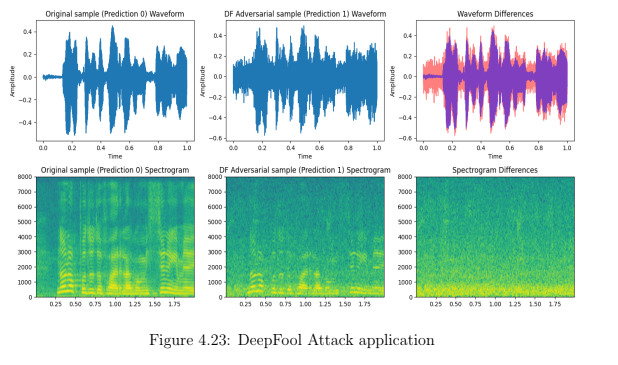 Original sample (Prediction 0) Waveform
DF Adversarial sample (Prediction 1) Waveform
Waveform Differences
Amplitude
0.4
0.2
0.0
−0.2
−0.4
0.0 0.2 0.4 0.6 0.8 1.0
Time
Amplitude
0.4
0.2
0.0
−0.2
−0.4
−0.6
0.0 0.2 0.4 0.6 0.8 1.0
Time
Amplitude
0.4
0.2
0.0
−0.2
−0.4
−0.6
0.0 0.2 0.4 0.6 0.8 1.0
Time
Original sample (Prediction 0) Spectrogram
DF Adversarial sample (Prediction 1) Spectrogram
Spectrogram Differences
8000
7000
6000
5000
4000
3000
2000
1000
0
0.25 0.50 0.75 1.00 1.25 1.50 1.75
8000
7000
6000
5000
4000
3000
2000
1000
0
0.25 0.50 0.75 1.00 1.25 1.50 1.75
8000
7000
6000
5000
4000
3000
2000
1000
0
0.25 0.50 0.75 1.00 1.25 1.50 1.75
Figure 4.23: DeepFool Attack application